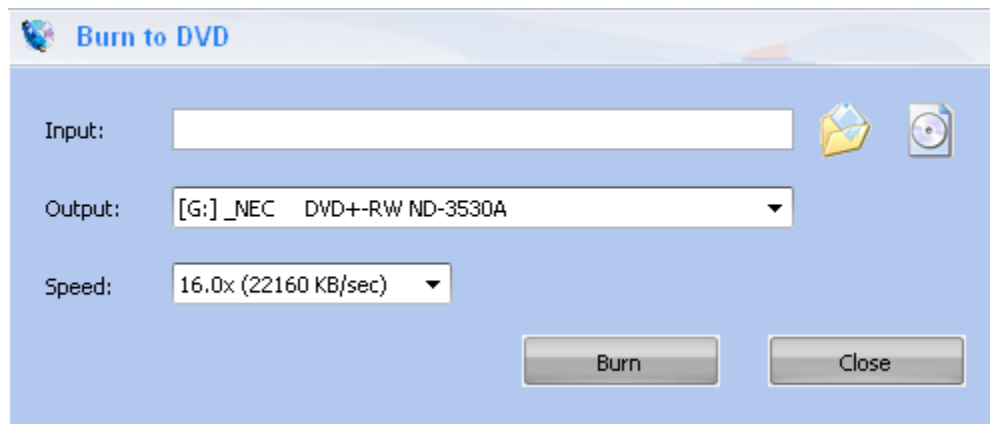 Burn to DVD
Input:
Output: [G:] _NEC DVD+-RW ND-3530A
Speed: 16.0x (22160 KB/sec)
Burn Close